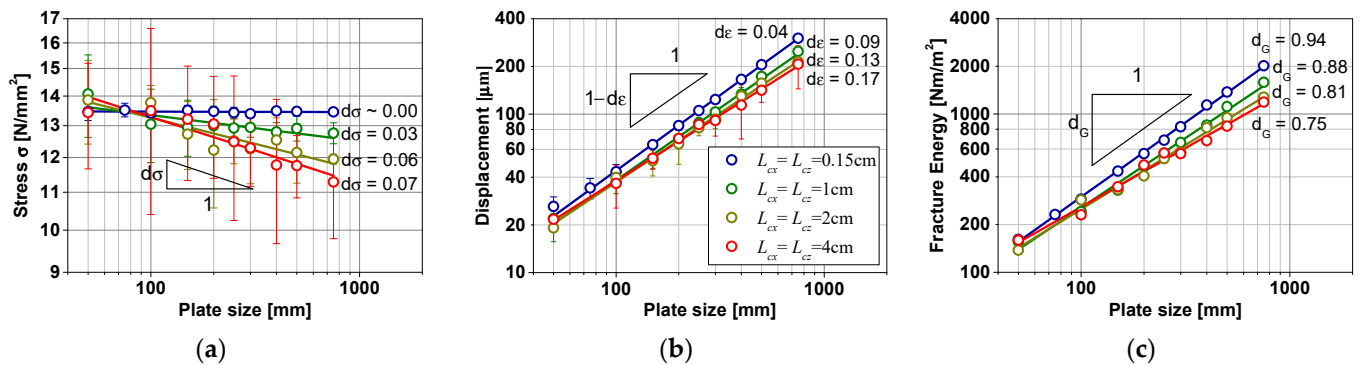 17
16
15
14
13
12
11
10
9
Stress σ [N/mm²]
dσ ~ 0.00
dσ = 0.03
dσ = 0.06
dσ = 0.07
dσ
1
100
1000
Plate size [mm]
(a)
400
200
100
80
60
40
20
10
Displacement [μm]
1
1−dε
dε = 0.04
dε = 0.09
dε = 0.13
dε = 0.17
Lcx = Lcz=0.15cm
Lcx = Lcz=1cm
Lcx = Lcz=2cm
Lcx = Lcz=4cm
10
100
1000
Plate size [mm]
(b)
4000
2000
1000
800
600
400
200
100
Fracture Energy [Nm/m²]
1
dG
dG = 0.94
dG = 0.88
dG = 0.81
dG = 0.75
100
1000
Plate size [mm]
(c)